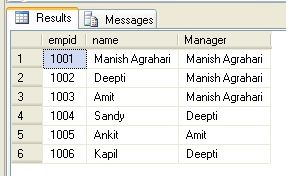 Results Messages
empid name Manager
1 1001 Manish Agrahari Manish Agrahari
2 1002 Deepti Manish Agrahari
3 1003 Amit Manish Agrahari
4 1004 Sandy Deepti
5 1005 Ankit Amit
6 1006 Kapil Deepti